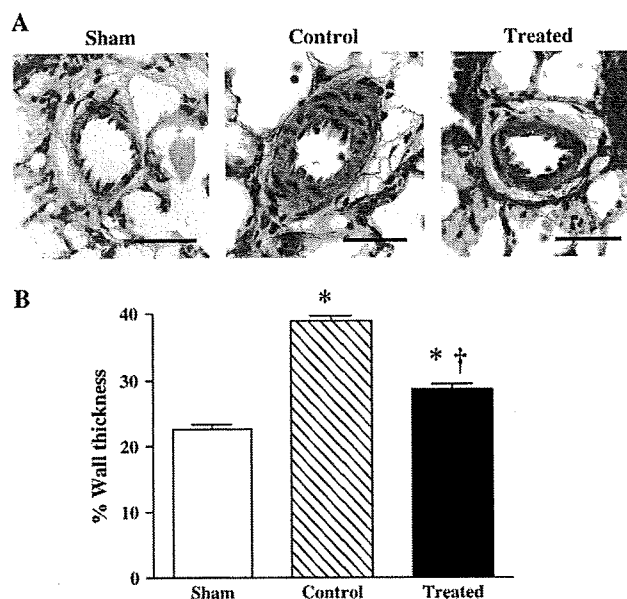 A
Sham Control Treated
B
% Wall thickness
40
30
20
10
0
*
* †
Sham Control Treated